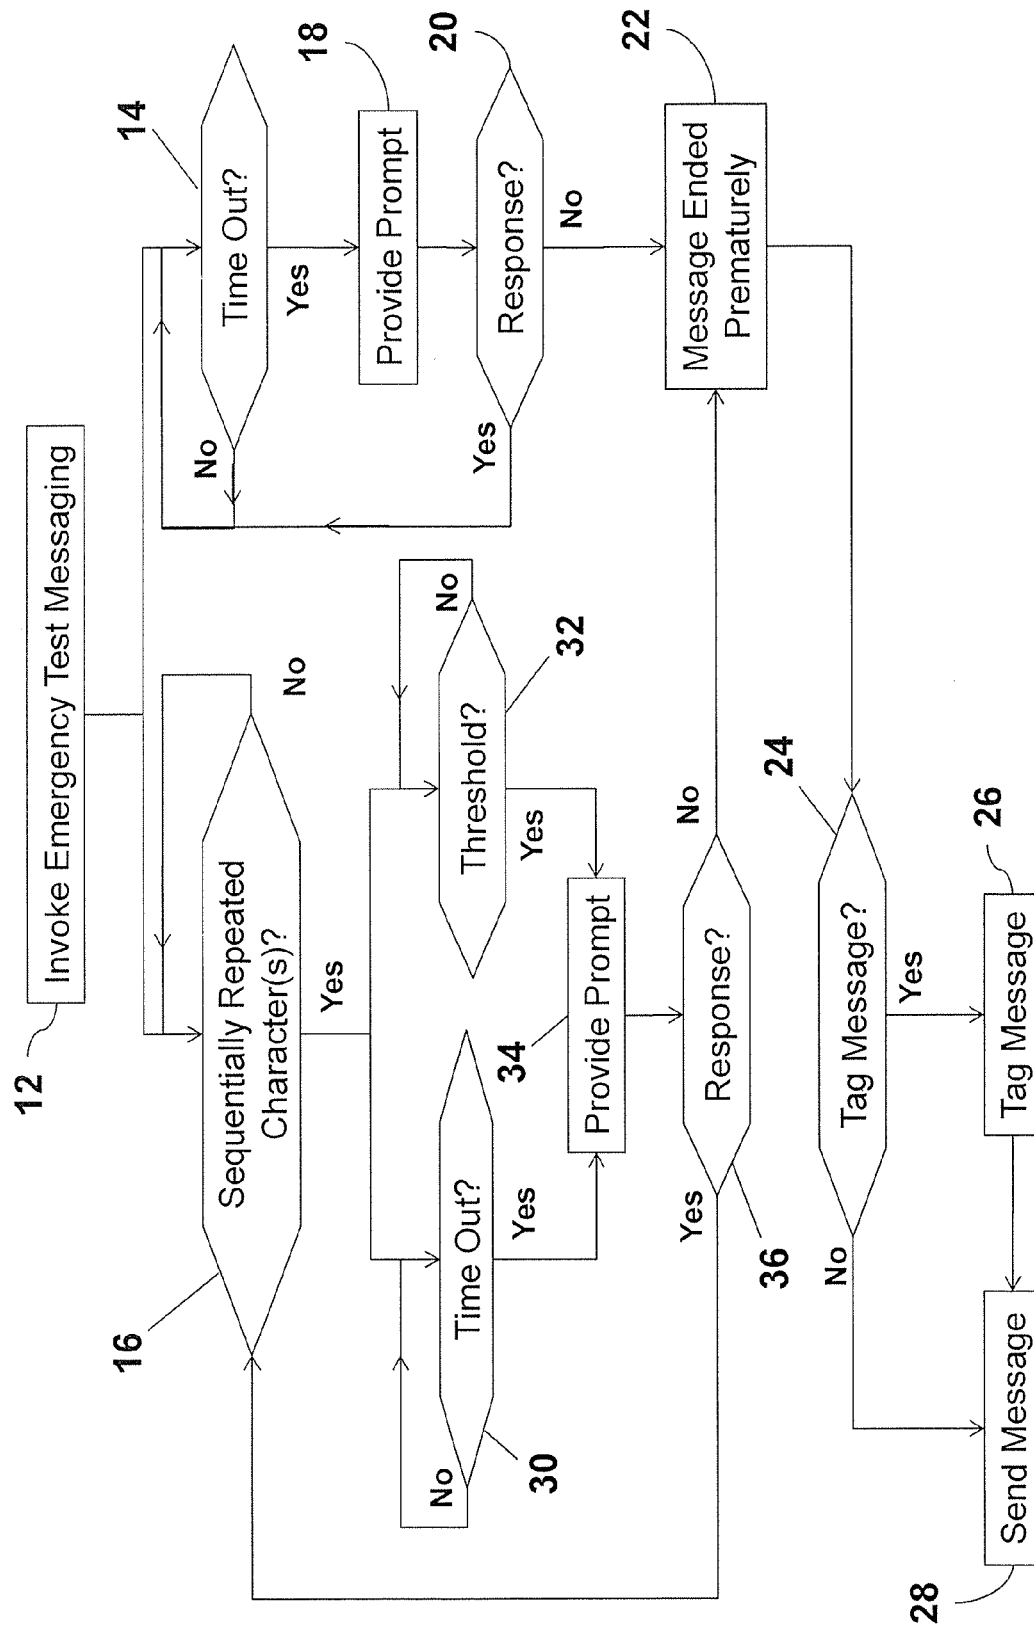 12
Invoke Emergency Test Messaging
16
Sequentially Repeated
Character(s)?
No
Yes
14
Time Out?
No
Yes
18
Provide Prompt
20
Response?
Yes
No
22
Message Ended
Prematurely
30
Time Out?
No
Yes
32
Threshold?
No
Yes
34
Provide Prompt
36
Response?
Yes
No
24
Tag Message?
No
Yes
26
Tag Message
28
Send Message